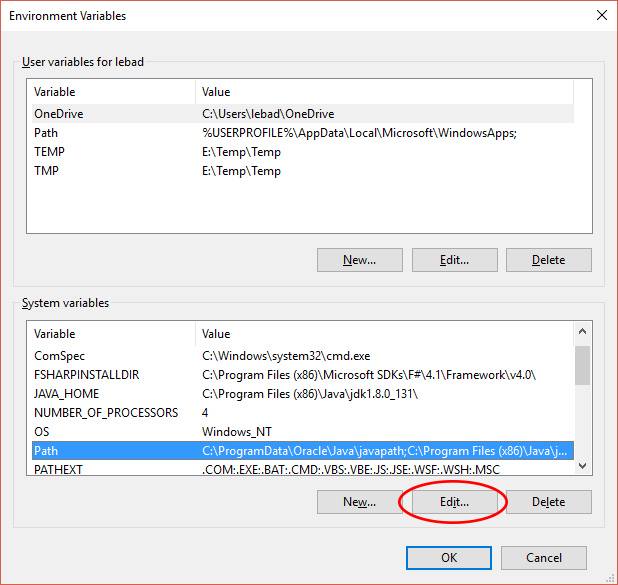 Environment Variables
User variables for lebad
Variable Value
OneDrive C:\Users\lebad\OneDrive
Path %USERPROFILE%\AppData\Local\Microsoft\WindowsApps;
TEMP E:\Temp\Temp
TMP E:\Temp\Temp
New... Edit... Delete
System variables
Variable Value
ComSpec C:\Windows\system32\cmd.exe
FSHARPINSTALLDIR C:\Program Files (x86)\Microsoft SDKs\F#\4.1\Framework\v4.0\
JAVA_HOME C:\Program Files (x86)\Java\jdk1.8.0_131\
NUMBER_OF_PROCESSORS 4
OS Windows_NT
Path C:\ProgramData\Oracle\Java\javapath;C:\Program Files (x86)\Java\j...
PATHEXT .COM;.EXE;.BAT;.CMD;.VBS;.VBE;.JS;.JSE;.WSF;.WSH;.MSC
New... Edit... Delete
OK Cancel